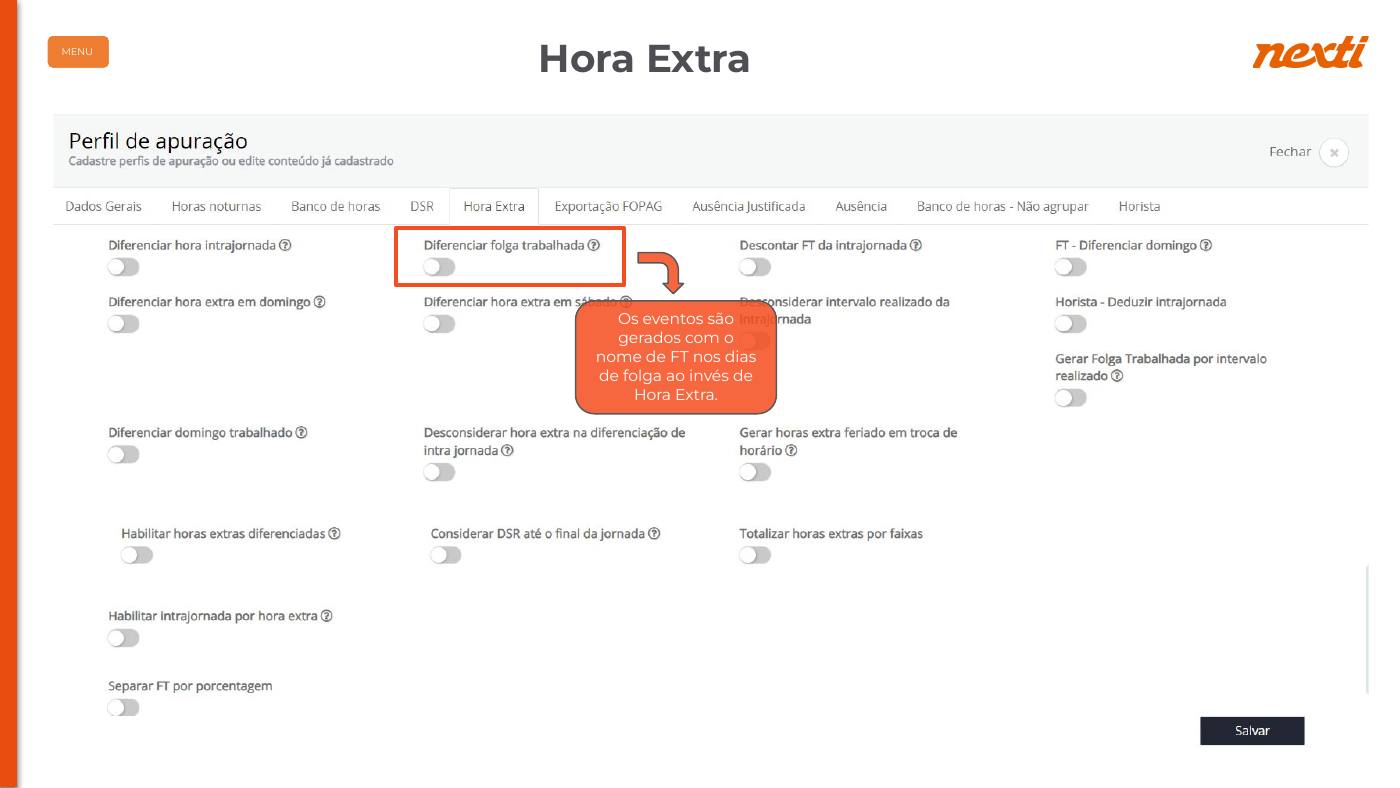 MENU
Hora Extra
nexti
Perfil de apuração
Cadastre perfis de apuração ou edite conteúdo já cadastrado
Fechar
Dados Gerais Horas noturnas Banco de horas DSR Hora Extra Exportação FOPAG Ausência Justificada Ausência Banco de horas - Não agrupar Horista
Diferenciar hora intrajornada Diferenciar folga trabalhada Descontar FT da intrajornada FT - Diferenciar domingo
Diferenciar hora extra em domingo Diferenciar hora extra em sábado Desconsiderar intervalo realizado da Horista - Deduzir intrajornada
intrajornada
Os eventos são
gerados com o
nome de FT nos dias
de folga ao invés de
Hora Extra.
Gerar Folga Trabalhada por intervalo
realizado
Diferenciar domingo trabalhado Desconsiderar hora extra na diferenciação de Gerar horas extra feriado em troca de
intra jornada horário
Habilitar horas extras diferenciadas Considerar DSR até o final da jornada Totalizar horas extras por faixas
Habilitar intrajornada por hora extra
Separar FT por porcentagem
Salvar